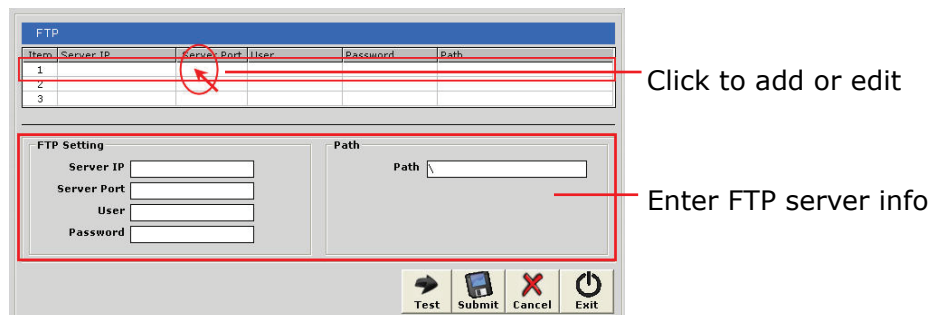 FTP
Item Server IP Server Port User Password Path
1
Click to add or edit
2
3
FTP Setting
Path
Server IP
Path \
Server Port
Enter FTP server info
User
Password
Test Submit Cancel Exit